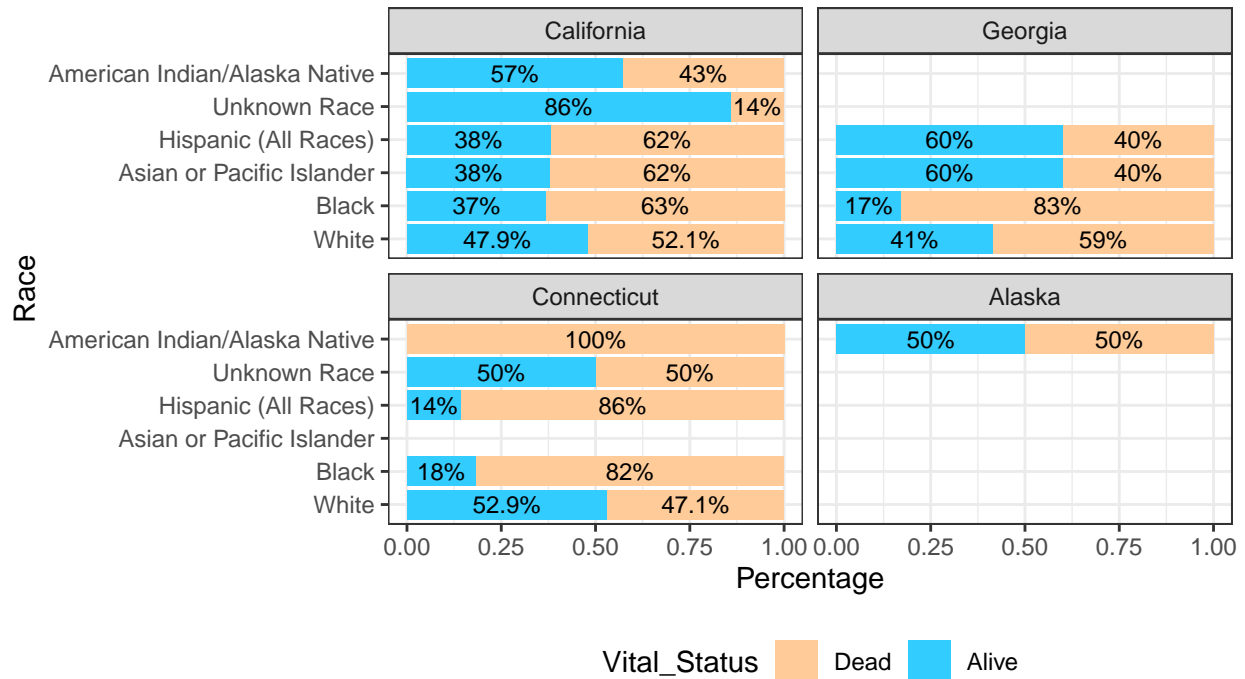 California
Georgia
American Indian/Alaska Native
57%
43%
Unknown Race
86%
14%
Hispanic (All Races)
38%
62%
60%
40%
Asian or Pacific Islander
38%
62%
60%
40%
Black
37%
63%
17%
83%
White
47.9%
52.1%
41%
59%
Race
Connecticut
Alaska
American Indian/Alaska Native
100%
50%
50%
Unknown Race
50%
50%
Hispanic (All Races)
14%
86%
Asian or Pacific Islander
Black
18%
82%
White
52.9%
47.1%
0.00
0.25
0.50
0.75
1.00
0.00
0.25
0.50
0.75
1.00
Percentage
Vital_Status
Dead
Alive